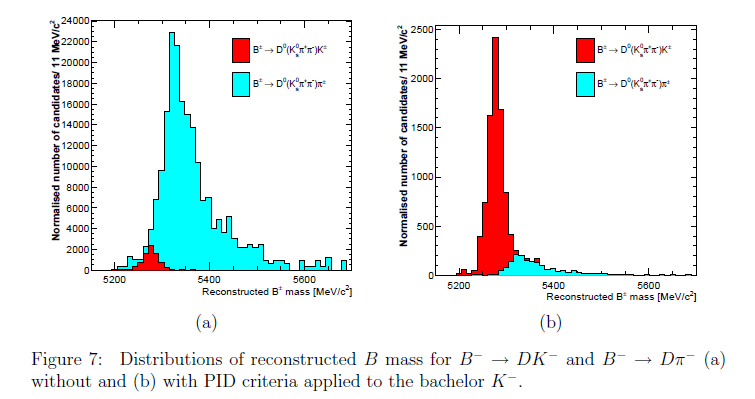 Normalised number of candidates/ 11 MeV/c²
24000
22000
20000
18000
16000
14000
12000
10000
8000
6000
4000
2000
0
B± → D⁰(K⁰ₛπ⁺π⁻)K±
B± → D⁰(K⁰ₛπ⁺π⁻)π±
5200 5400 5600
Reconstructed B± mass [MeV/c²]
(a)
Normalised number of candidates/ 11 MeV/c²
2500
2000
1500
1000
500
0
B± → D⁰(K⁰ₛπ⁺π⁻)K±
B± → D⁰(K⁰ₛπ⁺π⁻)π±
5200 5400 5600
Reconstructed B± mass [MeV/c²]
(b)
Figure 7: Distributions of reconstructed B mass for B⁻ → DK⁻ and B⁻ → Dπ⁻ (a)
without and (b) with PID criteria applied to the bachelor K⁻.